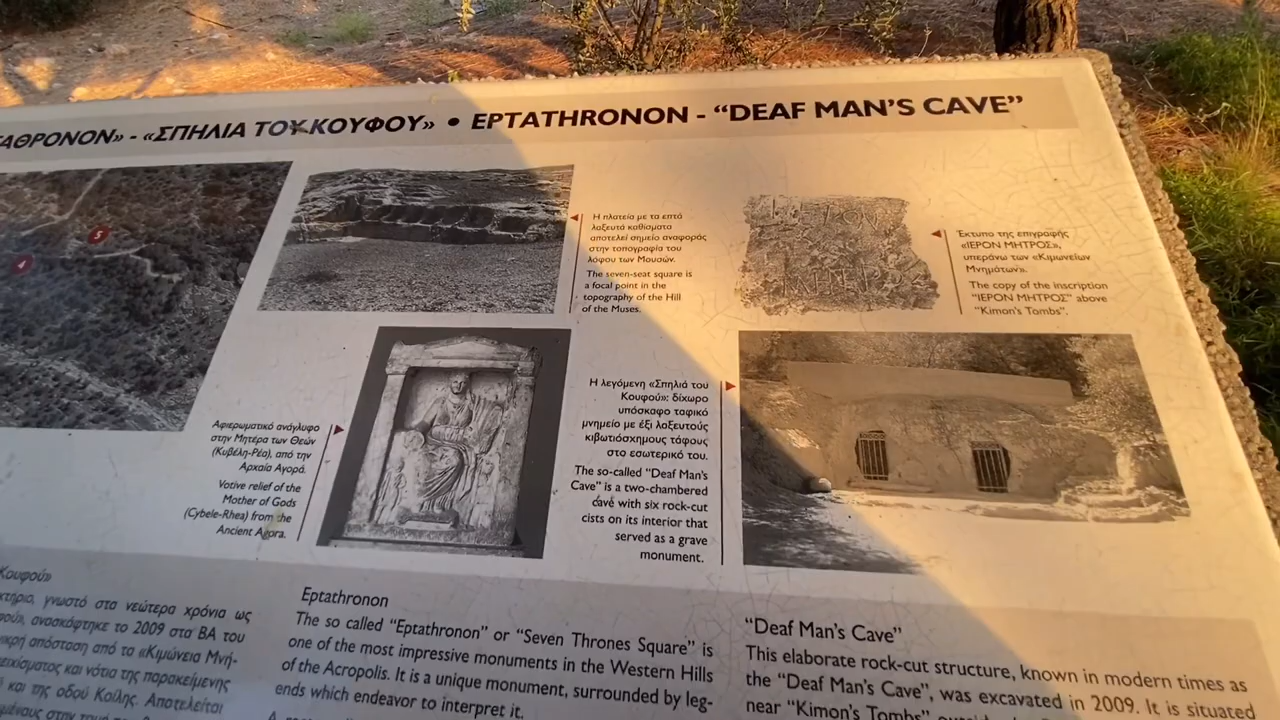 ΑΘΡΟΝΟΝ» - «ΣΠΗΛΙΑ ΤΟΥ ΚΟΥΦΟΥ» • EPTATHRONON - “DEAF MAN’S CAVE”
5
4
Η πλατεία με τα επτά
λαξευτά καθίσματα
αποτελεί σημείο αναφοράς
στην τοπογραφία του
λόφου των Μουσών.
The seven-seat square is
a focal point in the
topography of the Hill
of the Muses.
Έκτυπο της επιγραφής
«ΙΕΡΟΝ ΜΗΤΡΟΣ»,
υπεράνω των «Κιμωνείων
Μνημάτων».
The copy of the inscription
“ΙΕΡΟΝ ΜΗΤΡΟΣ” above
“Kimon’s Tombs”.
Αφιερωματικό ανάγλυφο
στην Μητέρα των Θεών
(Κυβέλη-Ρέα), από την
Αρχαία Αγορά.
Votive relief of the
Mother of Gods
(Cybele-Rhea) from the
Ancient Agora.
Η λεγόμενη «Σπηλιά του
Κουφού»: δίχωρο
υπόσκαφο ταφικό
μνημείο με έξι λαξευτούς
κιβωτιόσχημους τάφους
στο εσωτερικό του.
The so-called “Deaf Man’s
Cave” is a two-chambered
cave with six rock-cut
cists on its interior that
served as a grave
monument.
Κουφού»
κτήριο, γνωστό στα νεώτερα χρόνια ως
φού», ανασκάφτηκε το 2009 στα ΒΑ του
ικρή απόσταση από τα «Κιμώνεια Μνή-
ειχίσματος και νότια της παρακείμενης
ή και της οδού Κοίλης. Αποτελείται
Eptathronon
The so called “Eptathronon” or “Seven Thrones Square” is
one of the most impressive monuments in the Western Hills
of the Acropolis. It is a unique monument, surrounded by leg-
ends which endeavor to interpret it.
“Deaf Man’s Cave”
This elaborate rock-cut structure, known in modern times as
the “Deaf Man’s Cave”, was excavated in 2009. It is situated
near “Kimon’s Tombs”